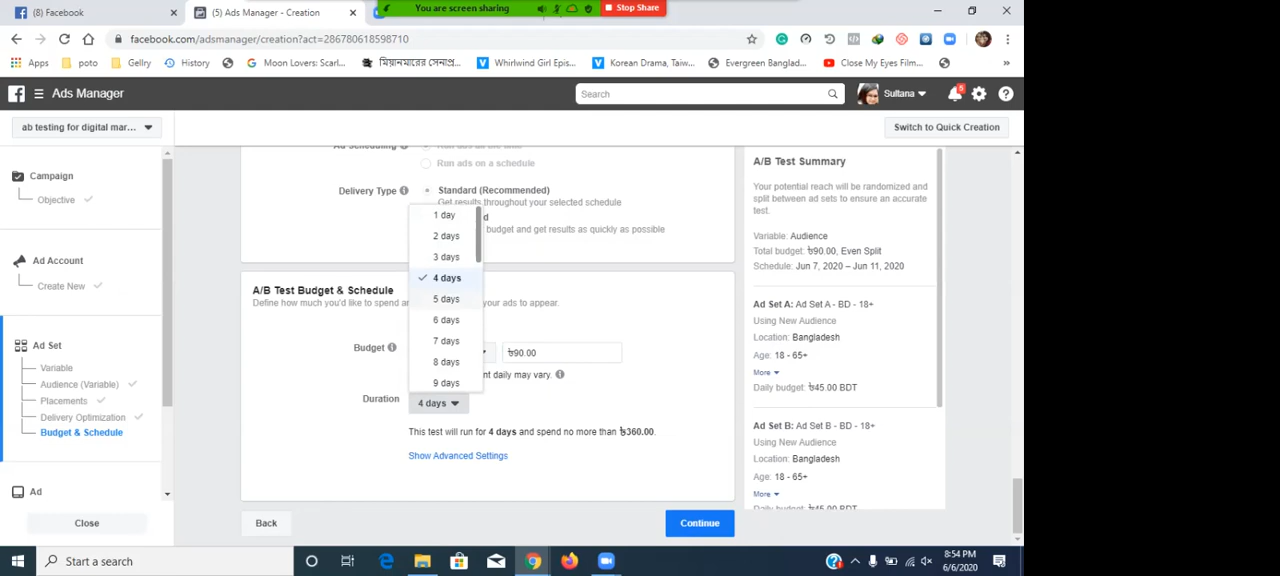 (8) Facebook
(5) Ads Manager - Creation
You are screen sharing
Stop Share
facebook.com/adsmanager/creation?act=286780618598710
Apps
poto
Gellry
History
Moon Lovers: Scarl...
মিয়ানমারের সেনাপ্র...
Whirlwind Girl Epis...
Korean Drama, Taiw...
Evergreen Banglad...
Close My Eyes Film...
Ads Manager
Search
Sultana
5
ab testing for digital mar...
Switch to Quick Creation
Campaign
Objective
Ad Account
Create New
Ad Set
Variable
Audience (Variable)
Placements
Delivery Optimization
Budget & Schedule
Ad
Close
Run ads on a schedule
Delivery Type
Standard (Recommended)
Get results throughout your selected schedule
d
budget and get results as quickly as possible
1 day
2 days
3 days
4 days
5 days
6 days
7 days
8 days
9 days
A/B Test Budget & Schedule
Define how much you'd like to spend
your ads to appear.
Budget
৳90.00
nt daily may vary.
Duration
4 days
This test will run for 4 days and spend no more than ৳360.00.
Show Advanced Settings
Back
Continue
A/B Test Summary
Your potential reach will be randomized and
split between ad sets to ensure an accurate
test.
Variable: Audience
Total budget: ৳90.00, Even Split
Schedule: Jun 7, 2020 – Jun 11, 2020
Ad Set A: Ad Set A - BD - 18+
Using New Audience
Location: Bangladesh
Age: 18 - 65+
More
Daily budget: ৳45.00 BDT
Ad Set B: Ad Set B - BD - 18+
Using New Audience
Location: Bangladesh
Age: 18 - 65+
More
Daily budget: ৳45.00 BDT
Start a search
8:54 PM
6/6/2020